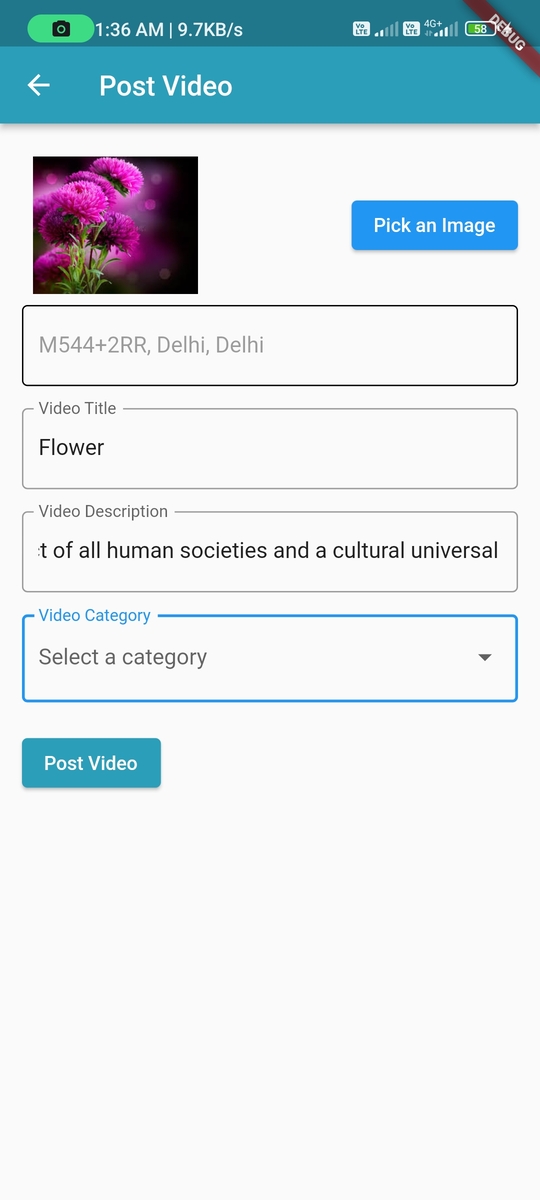 1:36 AM | 9.7KB/s
Vo LTE
Vo LTE
4G+
58
DEBUG
Post Video
Pick an Image
M544+2RR, Delhi, Delhi
Video Title
Flower
Video Description
t of all human societies and a cultural universal
Video Category
Select a category
Post Video